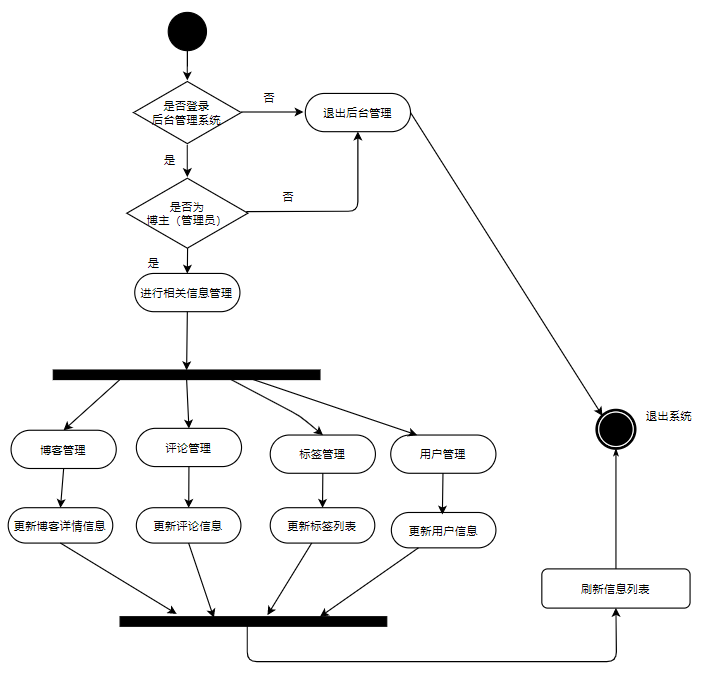 是否登录
后台管理系统
否
退出后台管理
是
是否为
博主（管理员）
否
是
进行相关信息管理
退出系统
博客管理
评论管理
标签管理
用户管理
更新博客详情信息
更新评论信息
更新标签列表
更新用户信息
刷新信息列表